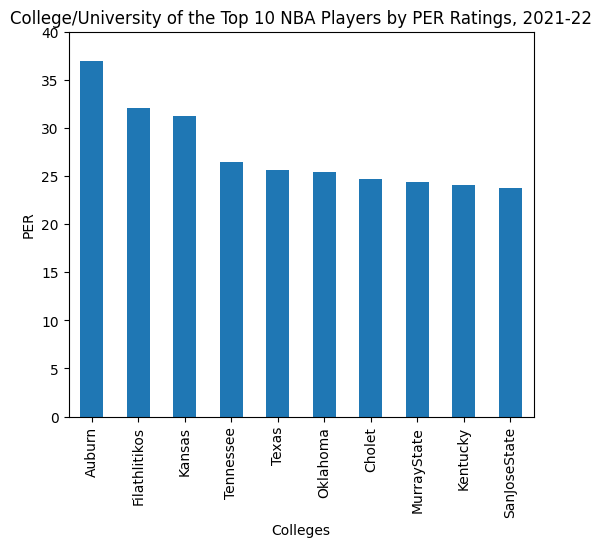 College/University of the Top 10 NBA Players by PER Ratings, 2021-22
40
35
30
25
20
15
10
5
0
PER
Auburn
Filathlitikos
Kansas
Tennessee
Texas
Oklahoma
Cholet
MurrayState
Kentucky
SanJoseState
Colleges